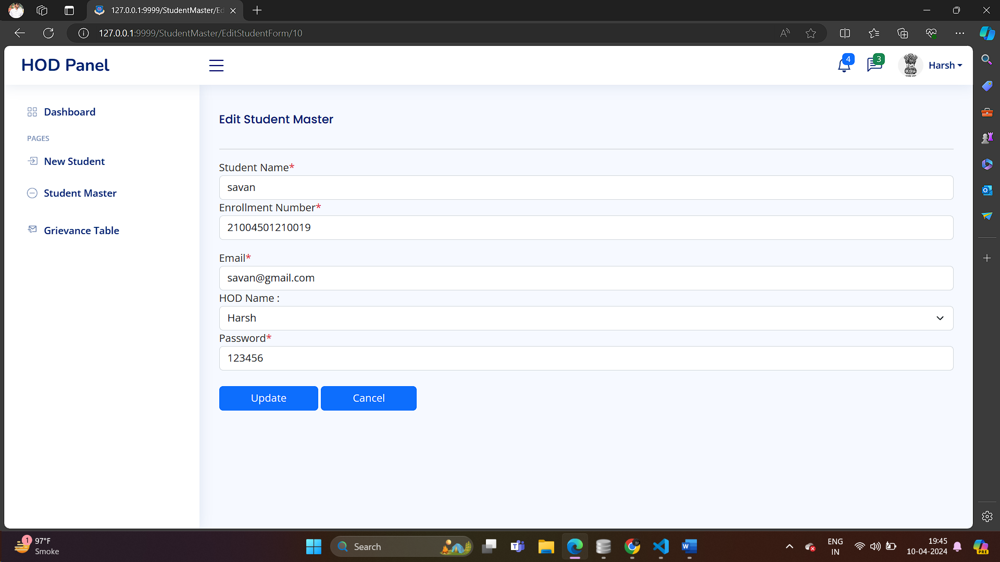 127.0.0.1:9999/StudentMaster/Ed
127.0.0.1:9999/StudentMaster/EditStudentForm/10
HOD Panel
4
3
Harsh
Dashboard
PAGES
New Student
Student Master
Grievance Table
Edit Student Master
Student Name*
savan
Enrollment Number*
21004501210019
Email*
savan@gmail.com
HOD Name :
Harsh
Password*
123456
Update
Cancel
1
97°F
Smoke
Search
ENG
IN
19:45
10-04-2024
PRE